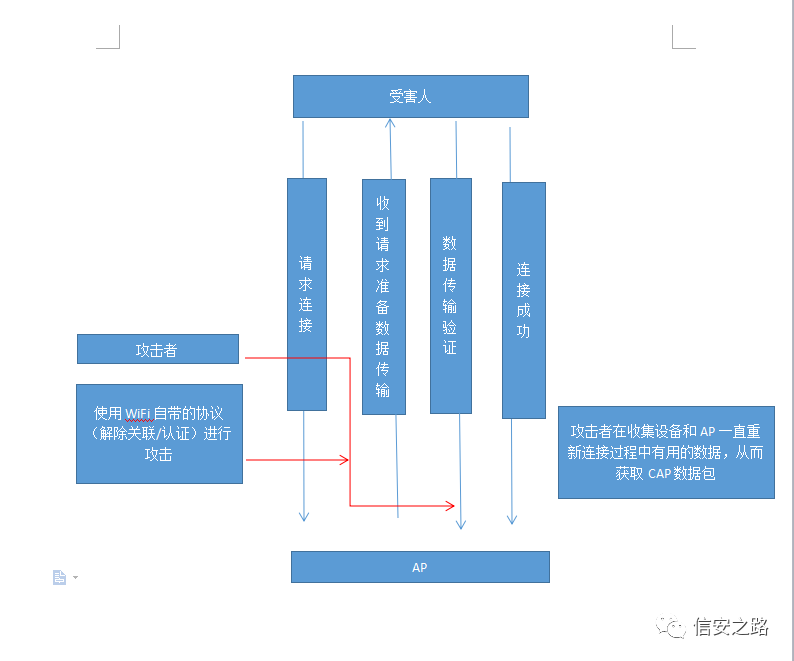 受害人
请求连接
收到请求准备数据传输
数据传输验证
连接成功
攻击者
使用 WiFi 自带的协议
（解除关联/认证）进行
攻击
攻击者在收集设备和 AP 一直重
新连接过程中有用的数据，从而
获取 CAP 数据包
AP
信安之路